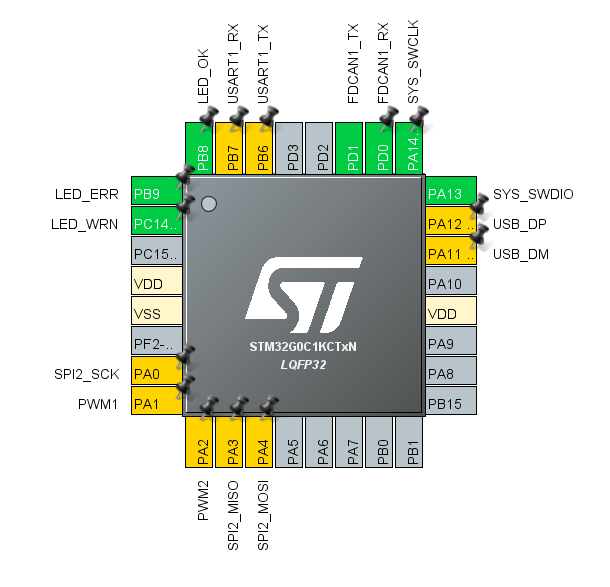 LED_OK
USART1_RX
USART1_TX
FDCAN1_TX
FDCAN1_RX
SYS_SWCLK
PB8
PB7
PB6
PD3
PD2
PD1
PD0
PA14..
LED_ERR
PB9
PA13
SYS_SWDIO
LED_WRN
PC14..
PA12 ..
USB_DP
PC15..
PA11 ..
USB_DM
VDD
PA10
VSS
VDD
PF2-..
PA9
SPI2_SCK
PA0
PA8
PWM1
PA1
PB15
ST
STM32G0C1KCTxN
LQFP32
PA2
PA3
PA4
PA5
PA6
PA7
PB0
PB1
PWM2
SPI2_MISO
SPI2_MOSI